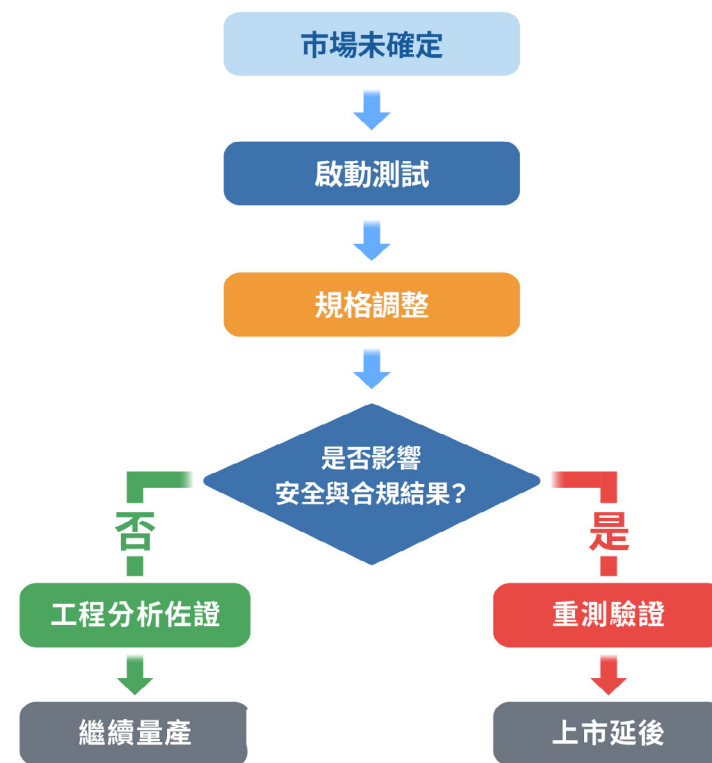 市場未確定
啟動測試
規格調整
是否影響
安全與合規結果？
否
是
工程分析佐證
重測驗證
繼續量產
上市延後